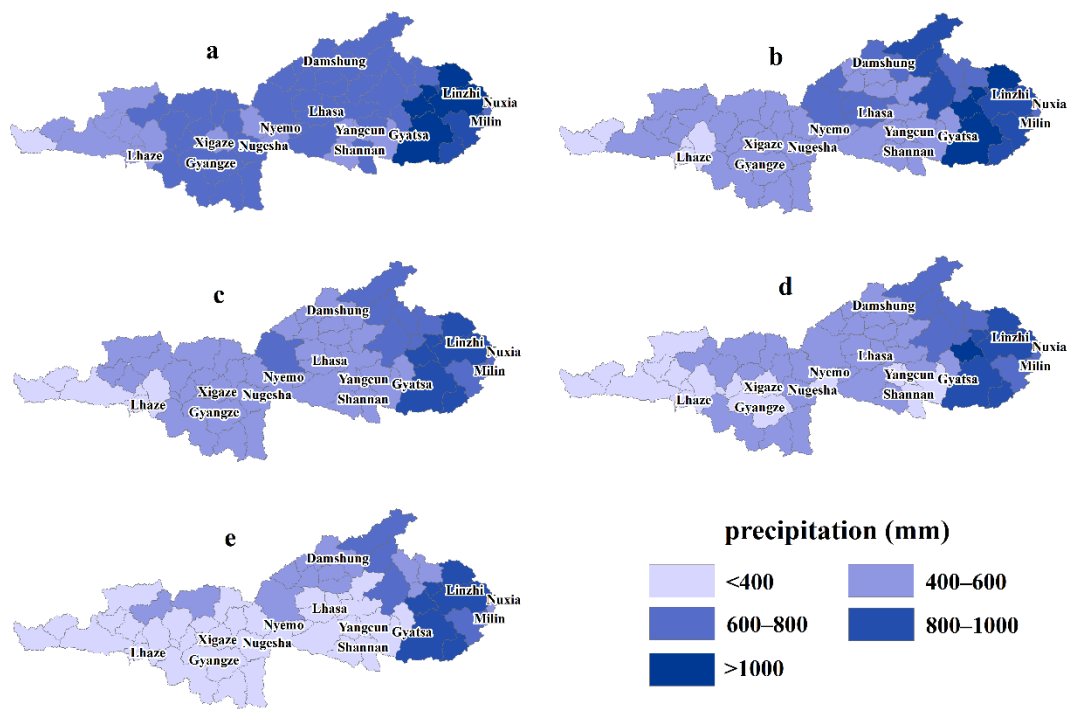 a
Damshung
Linzhi
Nuxia
Lhasa
Milin
Nyemo
Yangcun
Gyatsa
Xigaze
Nugesha
Shannan
Lhaze
Gyangze
b
Damshung
Linzhi
Nuxia
Lhasa
Milin
Nyemo
Yangcun
Gyatsa
Xigaze
Nugesha
Shannan
Lhaze
Gyangze
c
Damshung
Linzhi
Nuxia
Lhasa
Milin
Nyemo
Yangcun
Gyatsa
Xigaze
Nugesha
Shannan
Lhaze
Gyangze
d
Damshung
Linzhi
Nuxia
Lhasa
Milin
Nyemo
Yangcun
Gyatsa
Xigaze
Nugesha
Shannan
Lhaze
Gyangze
e
Damshung
Linzhi
Nuxia
Lhasa
Milin
Nyemo
Yangcun
Gyatsa
Xigaze
Nugesha
Shannan
Lhaze
Gyangze
precipitation (mm)
<400
400–600
600–800
800–1000
>1000